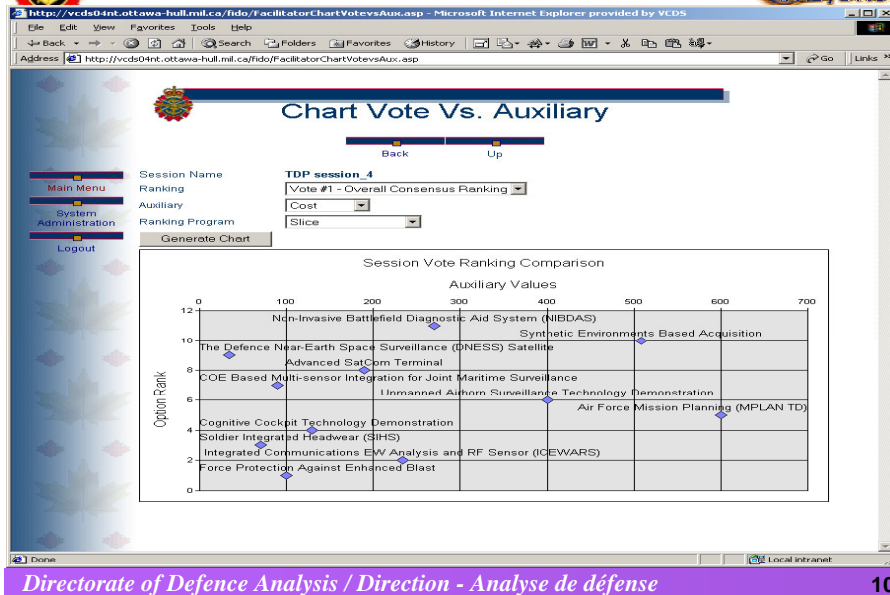 http://vcds04nt.ottawa-hull.mil.ca/fido/FacilitatorChartVotevsAux.asp - Microsoft Internet Explorer provided by VCDS
File Edit View Favorites Tools Help
Back Search Folders Favorites History
Address http://vcds04nt.ottawa-hull.mil.ca/fido/FacilitatorChartVotevsAux.asp Go Links »
Chart Vote Vs. Auxiliary
Back Up
Main Menu
System Administration
Logout
Session Name TDP session_4
Ranking Vote #1 - Overall Consensus Ranking
Auxiliary Cost
Ranking Program Slice
Generate Chart
Session Vote Ranking Comparison
Auxiliary Values
0 100 200 300 400 500 600 700
12
Non-Invasive Battlefield Diagnostic Aid System (NIBDAS)
Synthetic Environments Based Acquisition
10
The Defence Near-Earth Space Surveillance (DNESS) Satellite
Advanced SatCom Terminal
8
COE Based Multi-sensor Integration for Joint Maritime Surveillance
Unmanned Airborn Surveillance Technology Demonstration
6
Air Force Mission Planning (MPLAN TD)
Option Rank
Cognitive Cockpit Technology Demonstration
4
Soldier Integrated Headwear (SIHS)
Integrated Communications EW Analysis and RF Sensor (ICEWARS)
2
Force Protection Against Enhanced Blast
0
Done Local intranet
Directorate of Defence Analysis / Direction - Analyse de défense
10